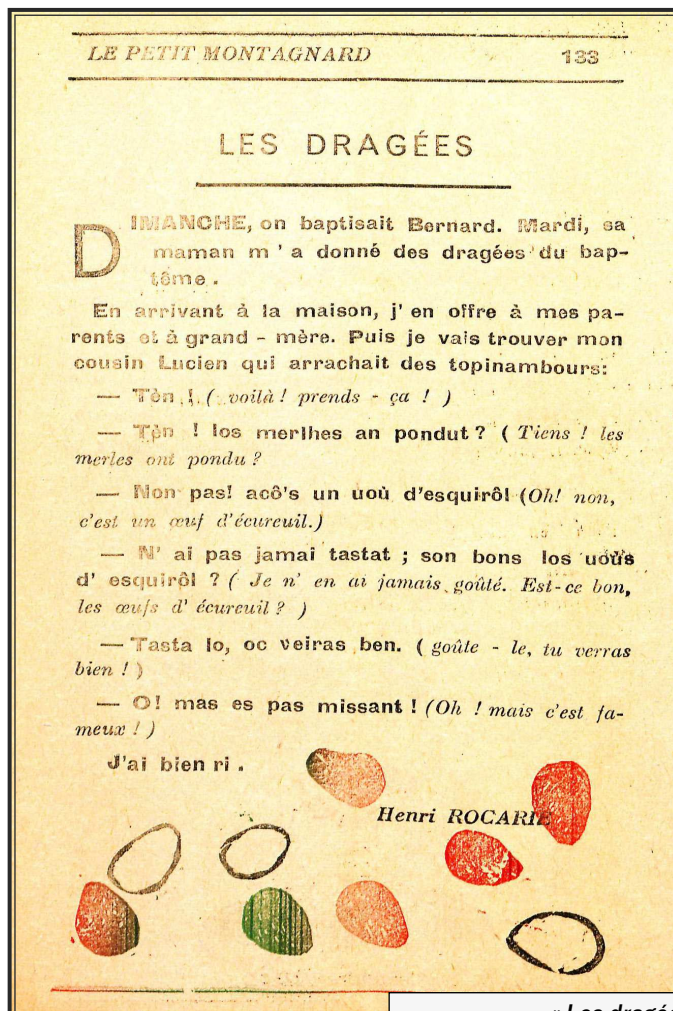 LE PETIT MONTAGNARD 133
LES DRAGÉES
DIMANCHE, on baptisait Bernard. Mardi, sa
maman m ' a donné des dragées du bap-
tême .
En arrivant à la maison, j' en offre à mes pa-
rents et à grand - mère. Puis je vais trouver mon
cousin Lucien qui arrachait des topinambours:
— Tèn ! ( voilà ! prends - ça ! )
— Tèn ! los merlhes an pondut ? ( Tiens ! les
merles ont pondu ?
— Non pas! acô's un uoù d'esquirôl (Oh! non,
c'est un œuf d'écureuil.)
— N' ai pas jamai tastat ; son bons los uoùs
d' esquirôl ? ( Je n' en ai jamais goûté. Est-ce bon,
les œufs d' écureuil ? )
— Tasta lo, oc veiras ben. ( goûte - le, tu verras
bien ! )
— O! mas es pas missant ! (Oh ! mais c'est fa-
meux ! )
J'ai bien ri .
Henri ROCARIE
« Les dragé